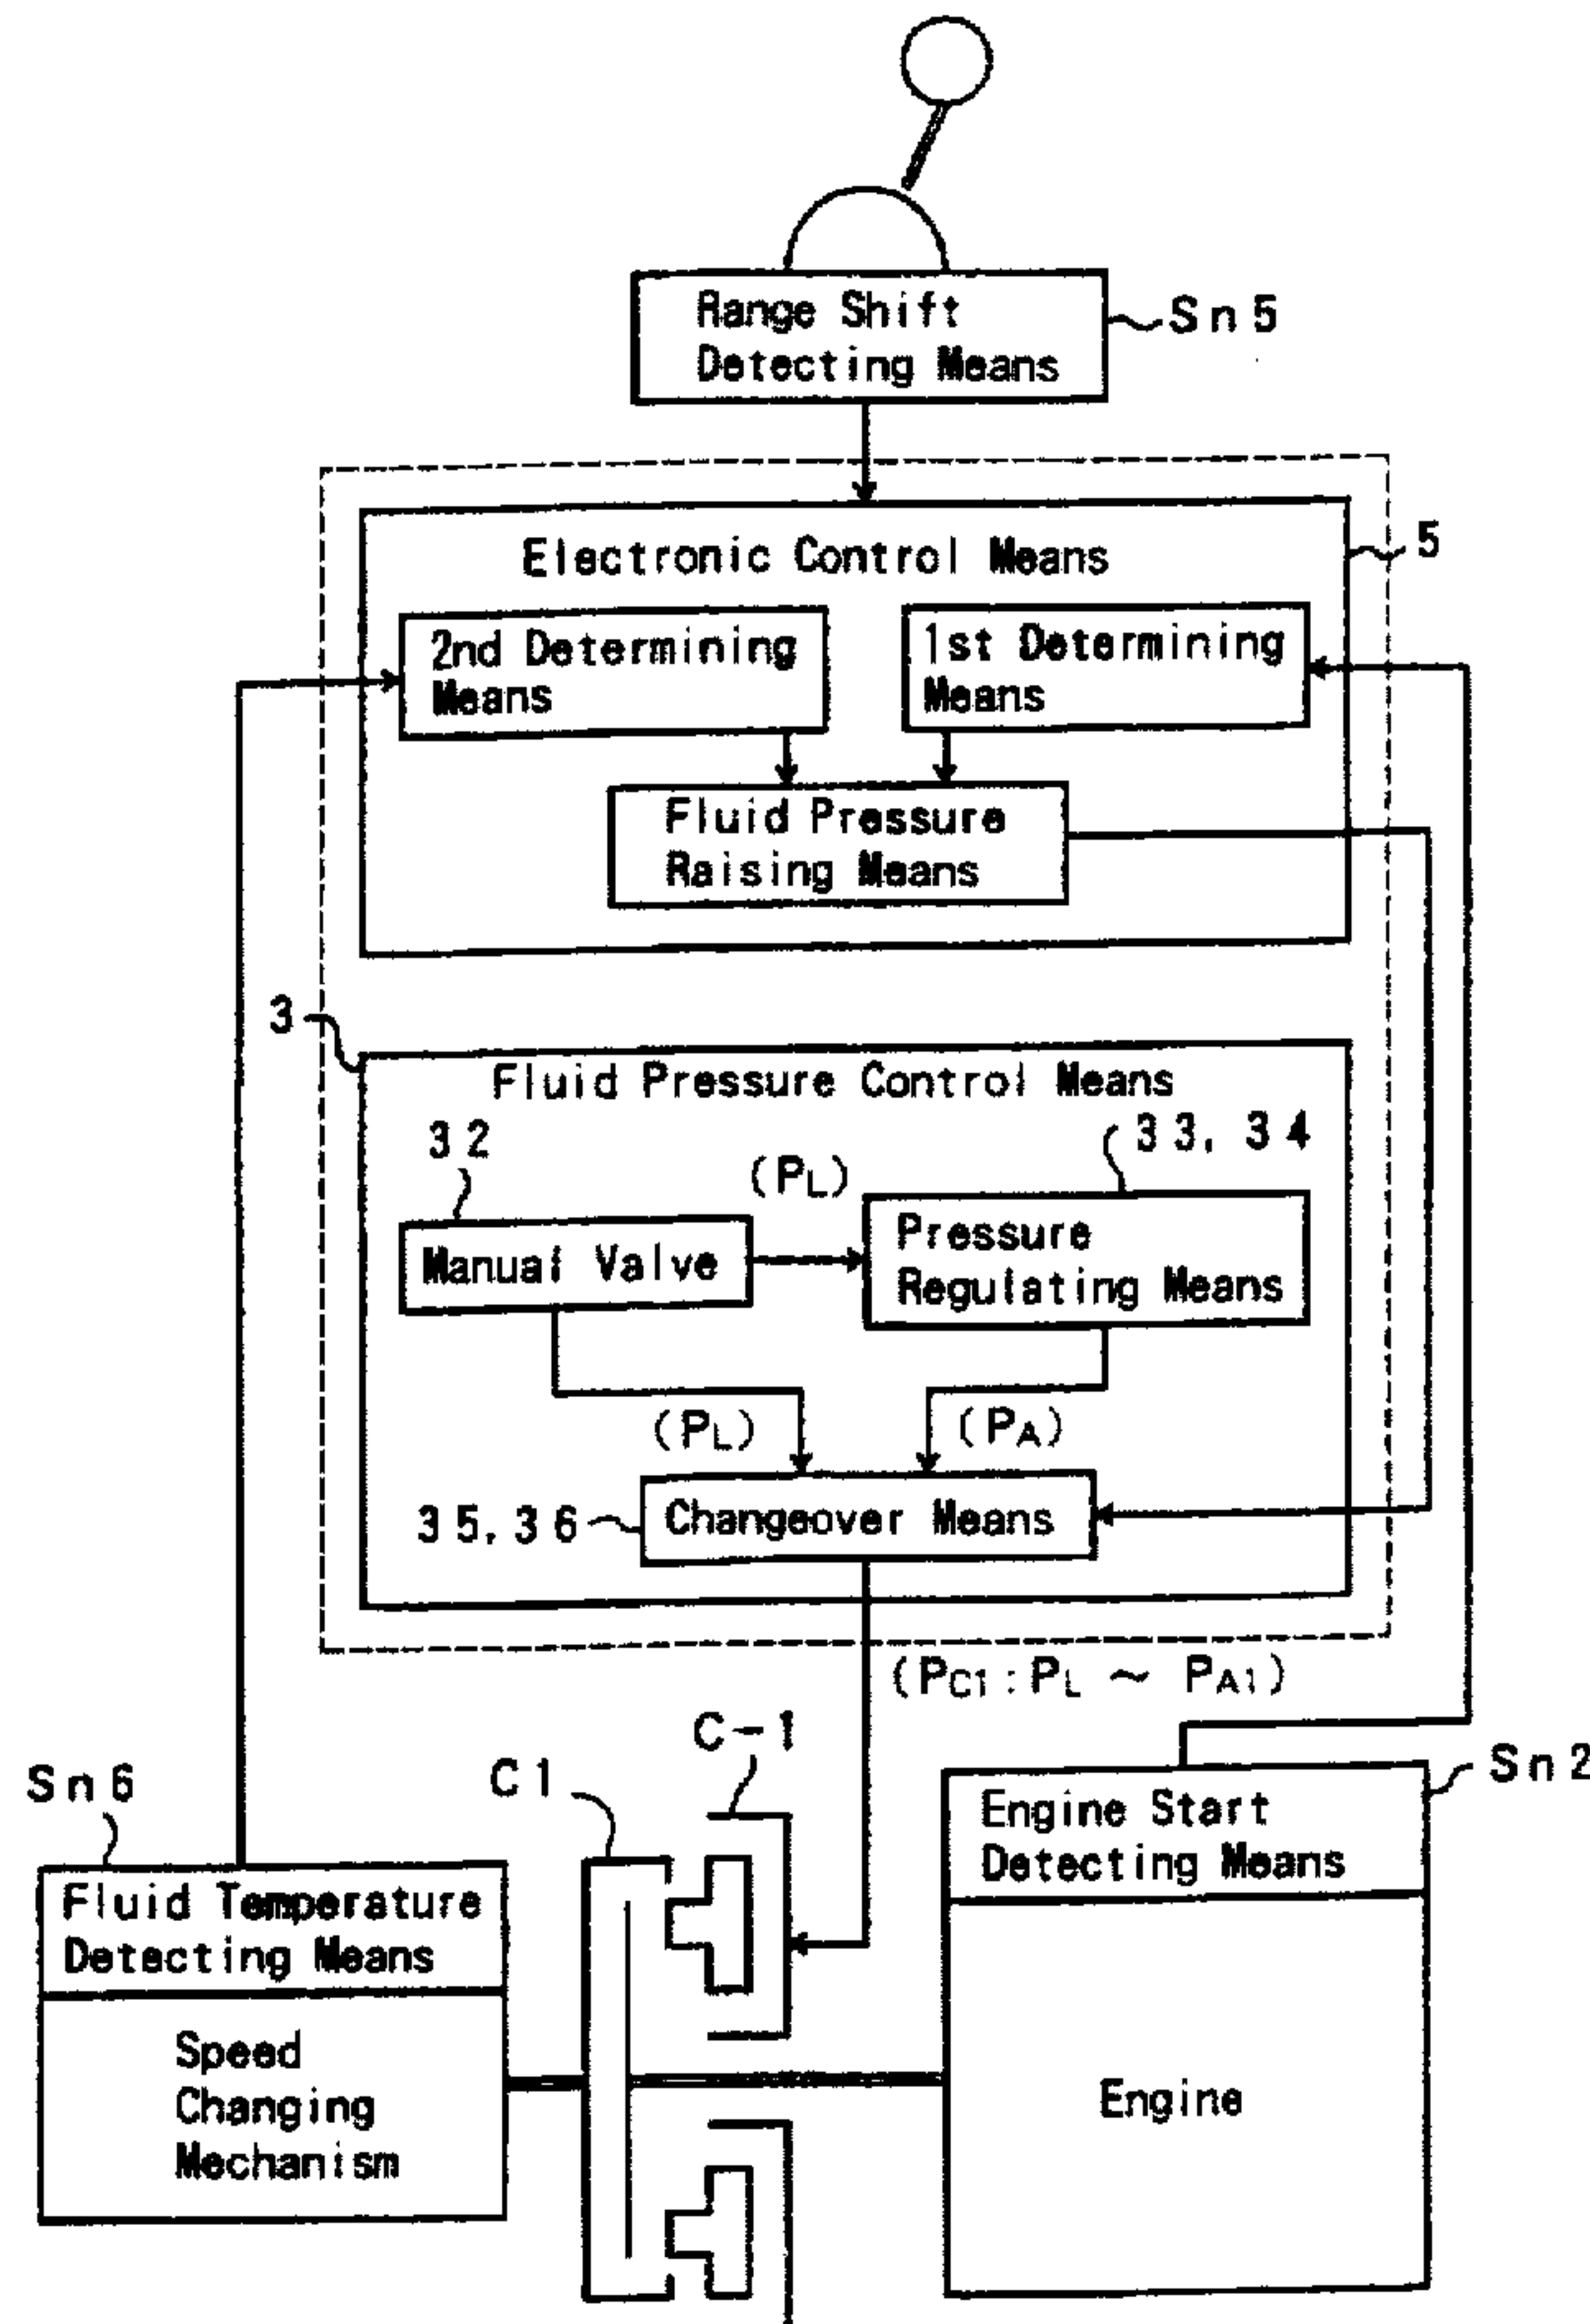 Range Shift
Detecting Means
Sn5
Electronic Control Means
5
2nd Determining
Means
1st Determining
Means
Fluid Pressure
Raising Means
3
Fluid Pressure Control Means
32
(PL)
33, 34
Manual Valve
Pressure
Regulating Means
(PL)
(PA)
35, 36
Changeover Means
(PC1 : PL ~ PA1)
C-1
C1
Sn6
Sn2
Engine Start
Detecting Means
Fluid Temperature
Detecting Means
Speed
Changing
Mechanism
Engine